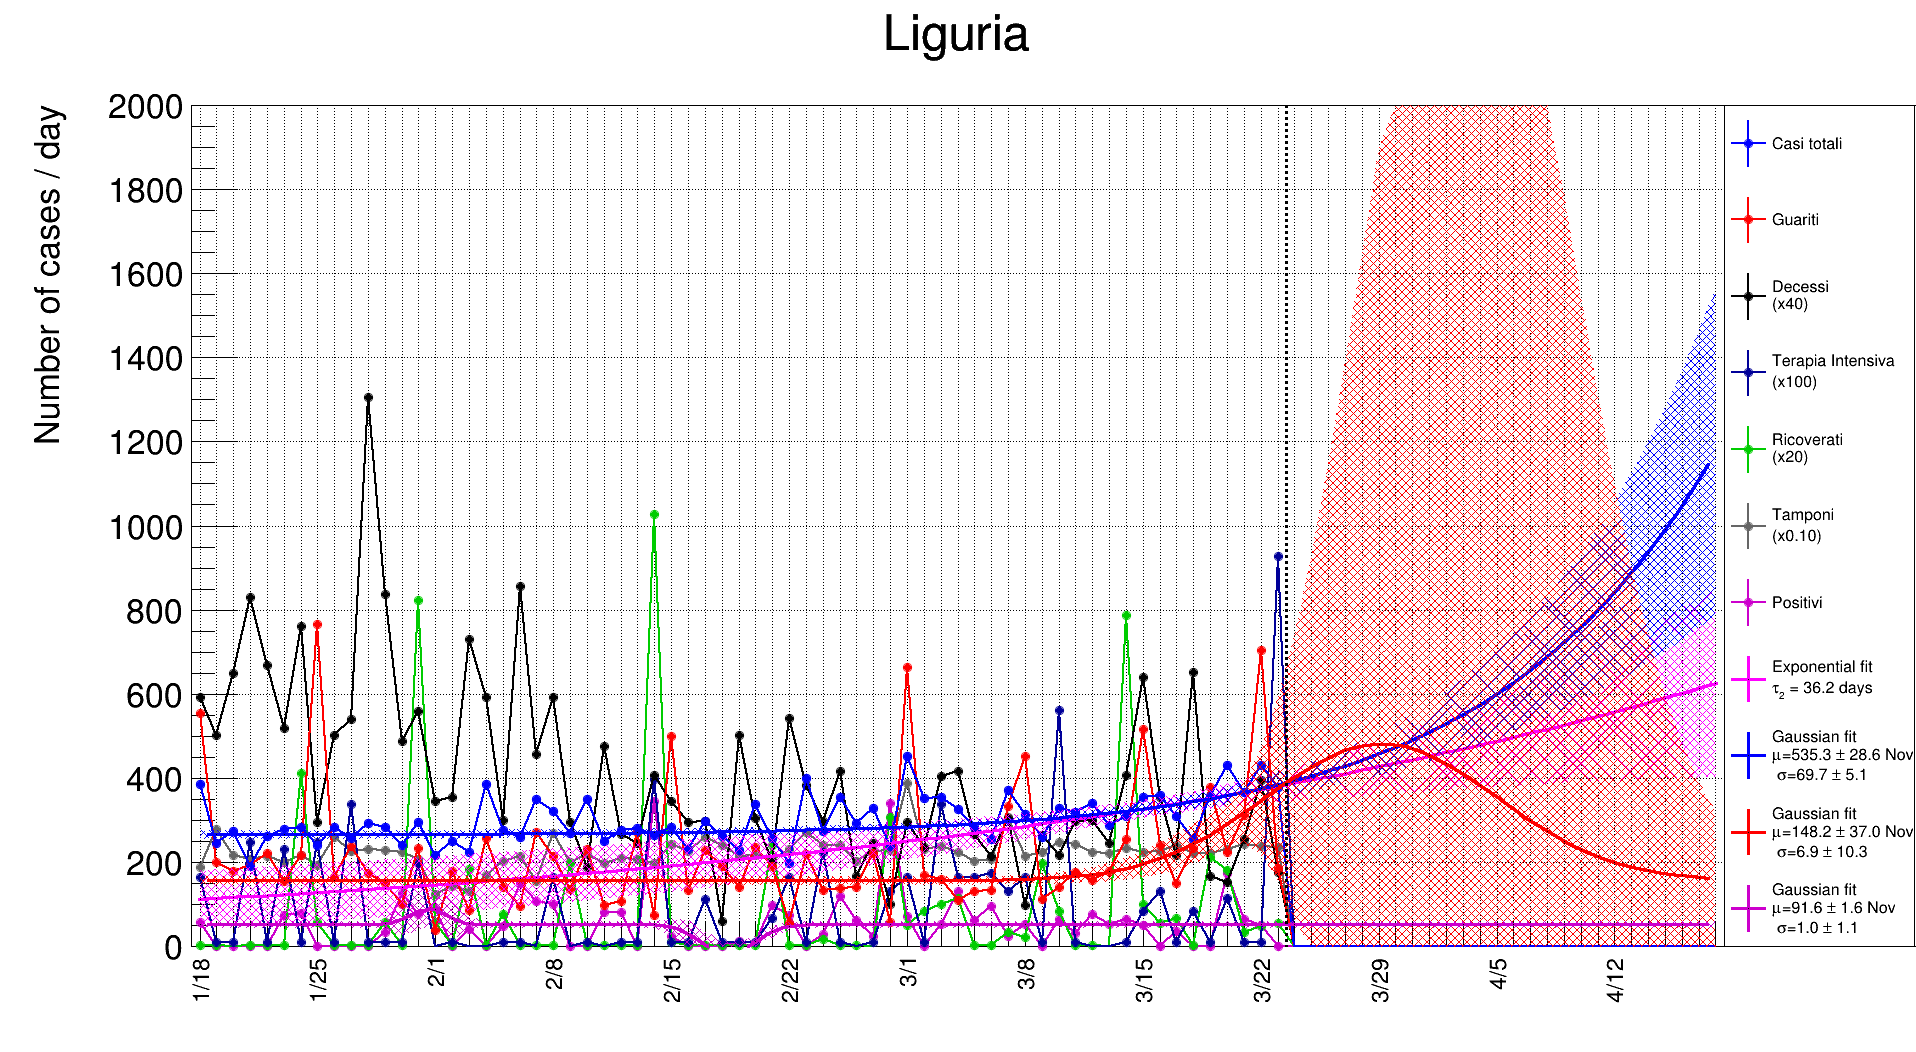 Liguria
Number of cases / day
2000
1800
1600
1400
1200
1000
800
600
400
200
0
1/18
1/25
2/1
2/8
2/15
2/22
3/1
3/8
3/15
3/22
3/29
4/5
4/12
Casi totali
Guariti
Decessi
(x40)
Terapia Intensiva
(x100)
Ricoverati
(x20)
Tamponi
(x0.10)
Positivi
Exponential fit
τ2 = 36.2 days
Gaussian fit
μ=535.3 ± 28.6 Nov
σ=69.7 ± 5.1
Gaussian fit
μ=148.2 ± 37.0 Nov
σ=6.9 ± 10.3
Gaussian fit
μ=91.6 ± 1.6 Nov
σ=1.0 ± 1.1